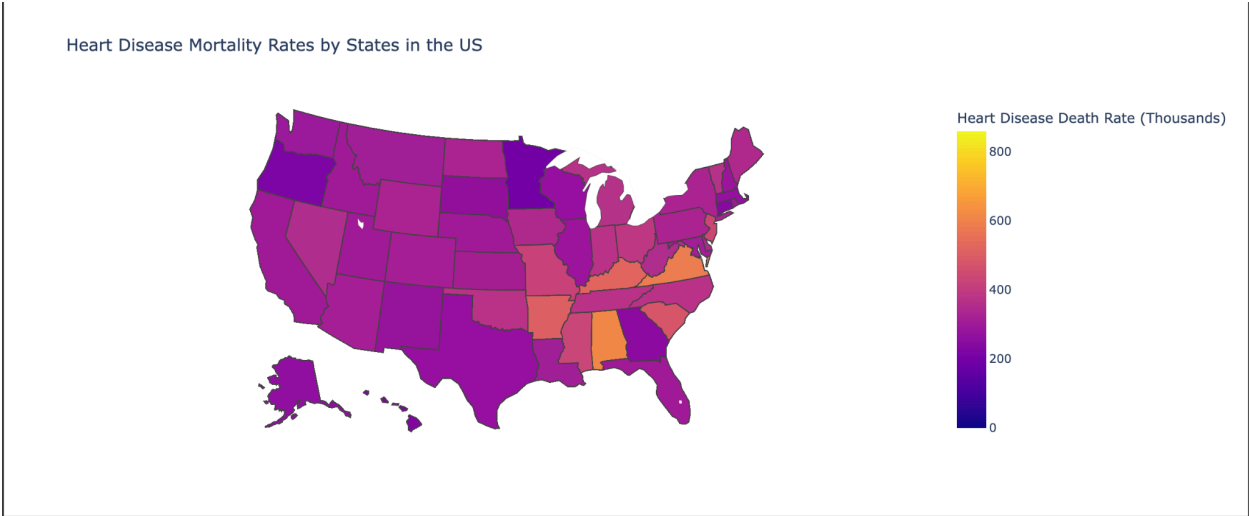 Heart Disease Mortality Rates by States in the US
Heart Disease Death Rate (Thousands)
800
600
400
200
0